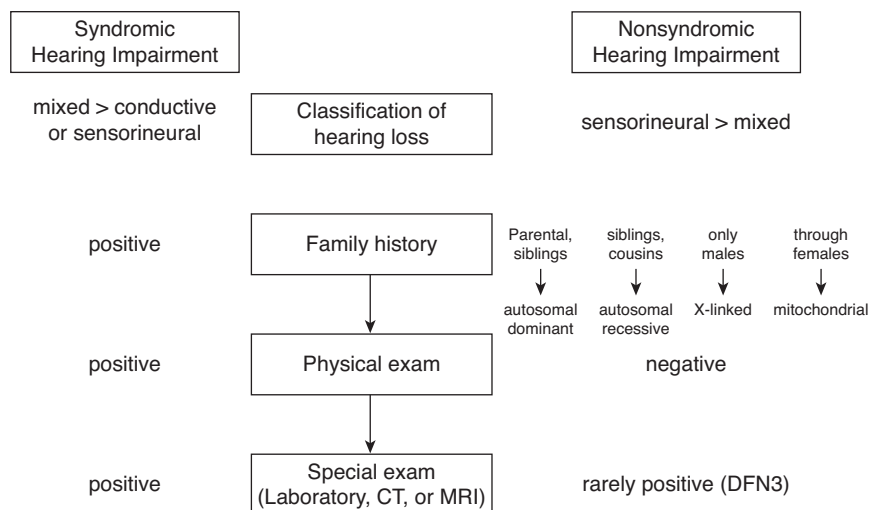 Syndromic
Hearing Impairment
Nonsyndromic
Hearing Impairment
mixed > conductive
or sensorineural
Classification of
hearing loss
sensorineural > mixed
positive
Family history
Parental,
siblings
siblings,
cousins
only
males
through
females
autosomal
dominant
autosomal
recessive
X-linked
mitochondrial
positive
Physical exam
negative
positive
Special exam
(Laboratory, CT, or MRI)
rarely positive (DFN3)